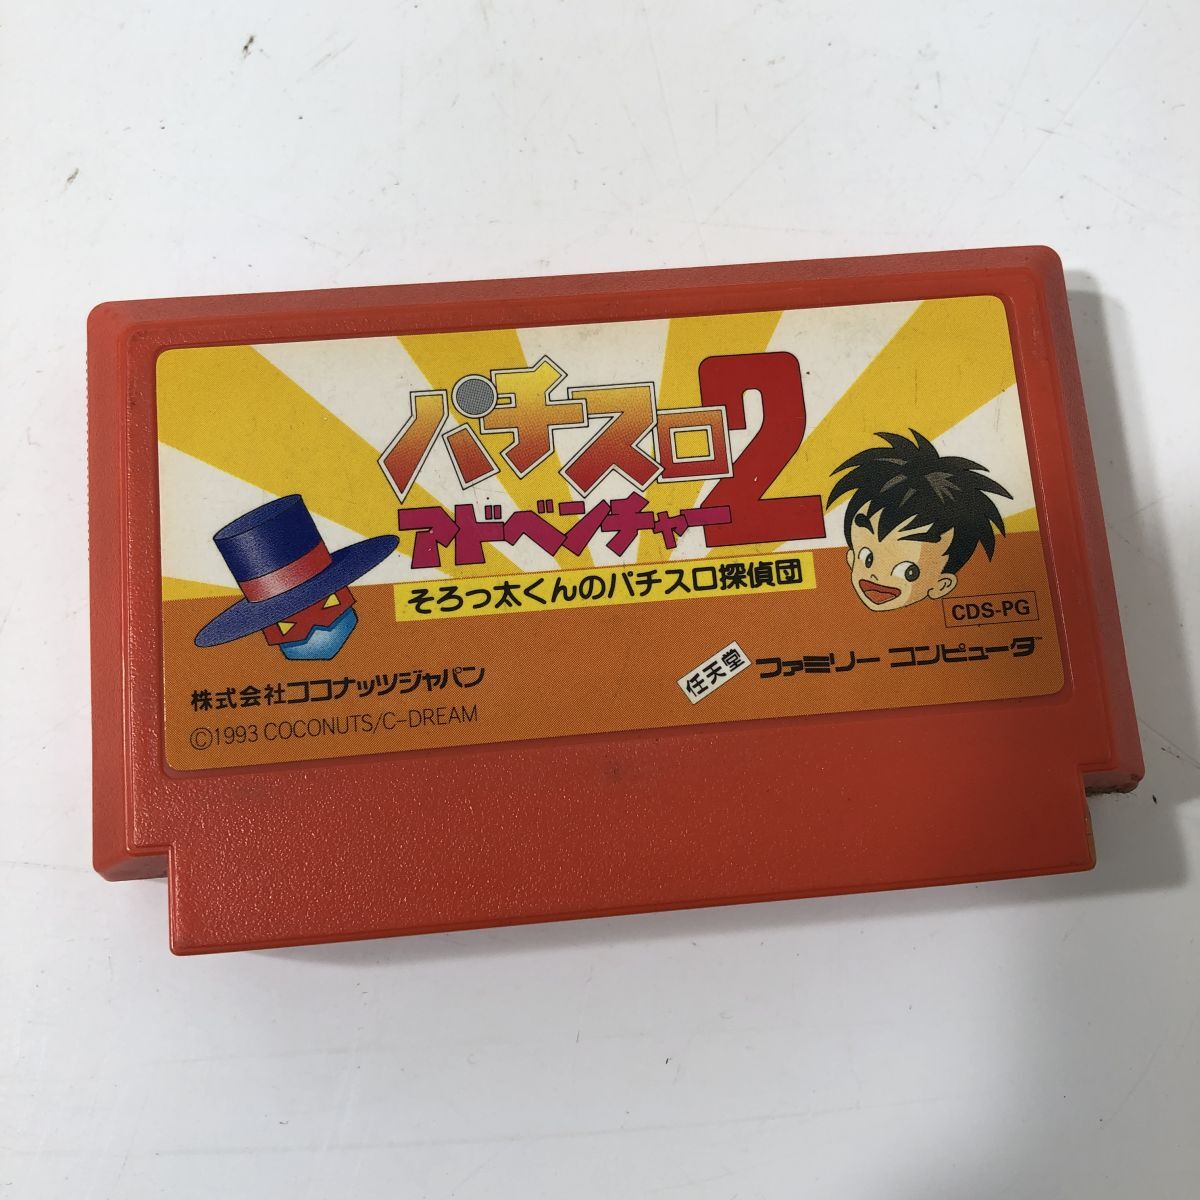 パチスロ
アドベンチャー2
そろっ太くんのパチスロ探偵団
CDS-PG
株式会社ココナッツジャパン
任天堂 ファミリー コンピュータ™
©1993 COCONUTS/C-DREAM